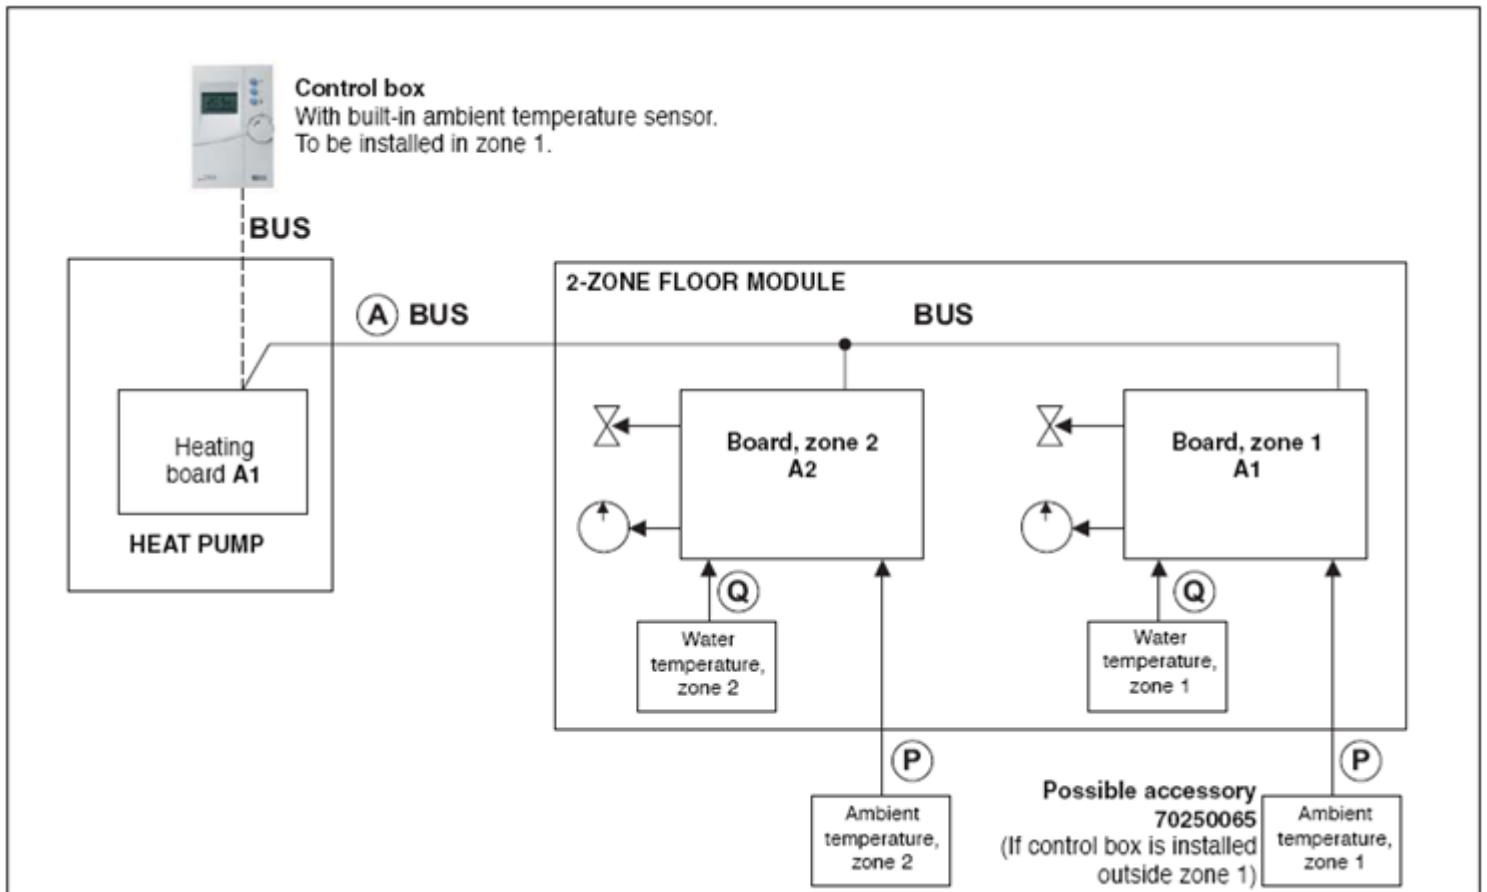 Control box
With built-in ambient temperature sensor.
To be installed in zone 1.
BUS
A BUS
2-ZONE FLOOR MODULE
BUS
Heating
board A1
HEAT PUMP
Board, zone 2
A2
Board, zone 1
A1
Q
Water
temperature,
zone 2
Q
Water
temperature,
zone 1
P
Ambient
temperature,
zone 2
Possible accessory
70250065
(If control box is installed
outside zone 1)
P
Ambient
temperature,
zone 1